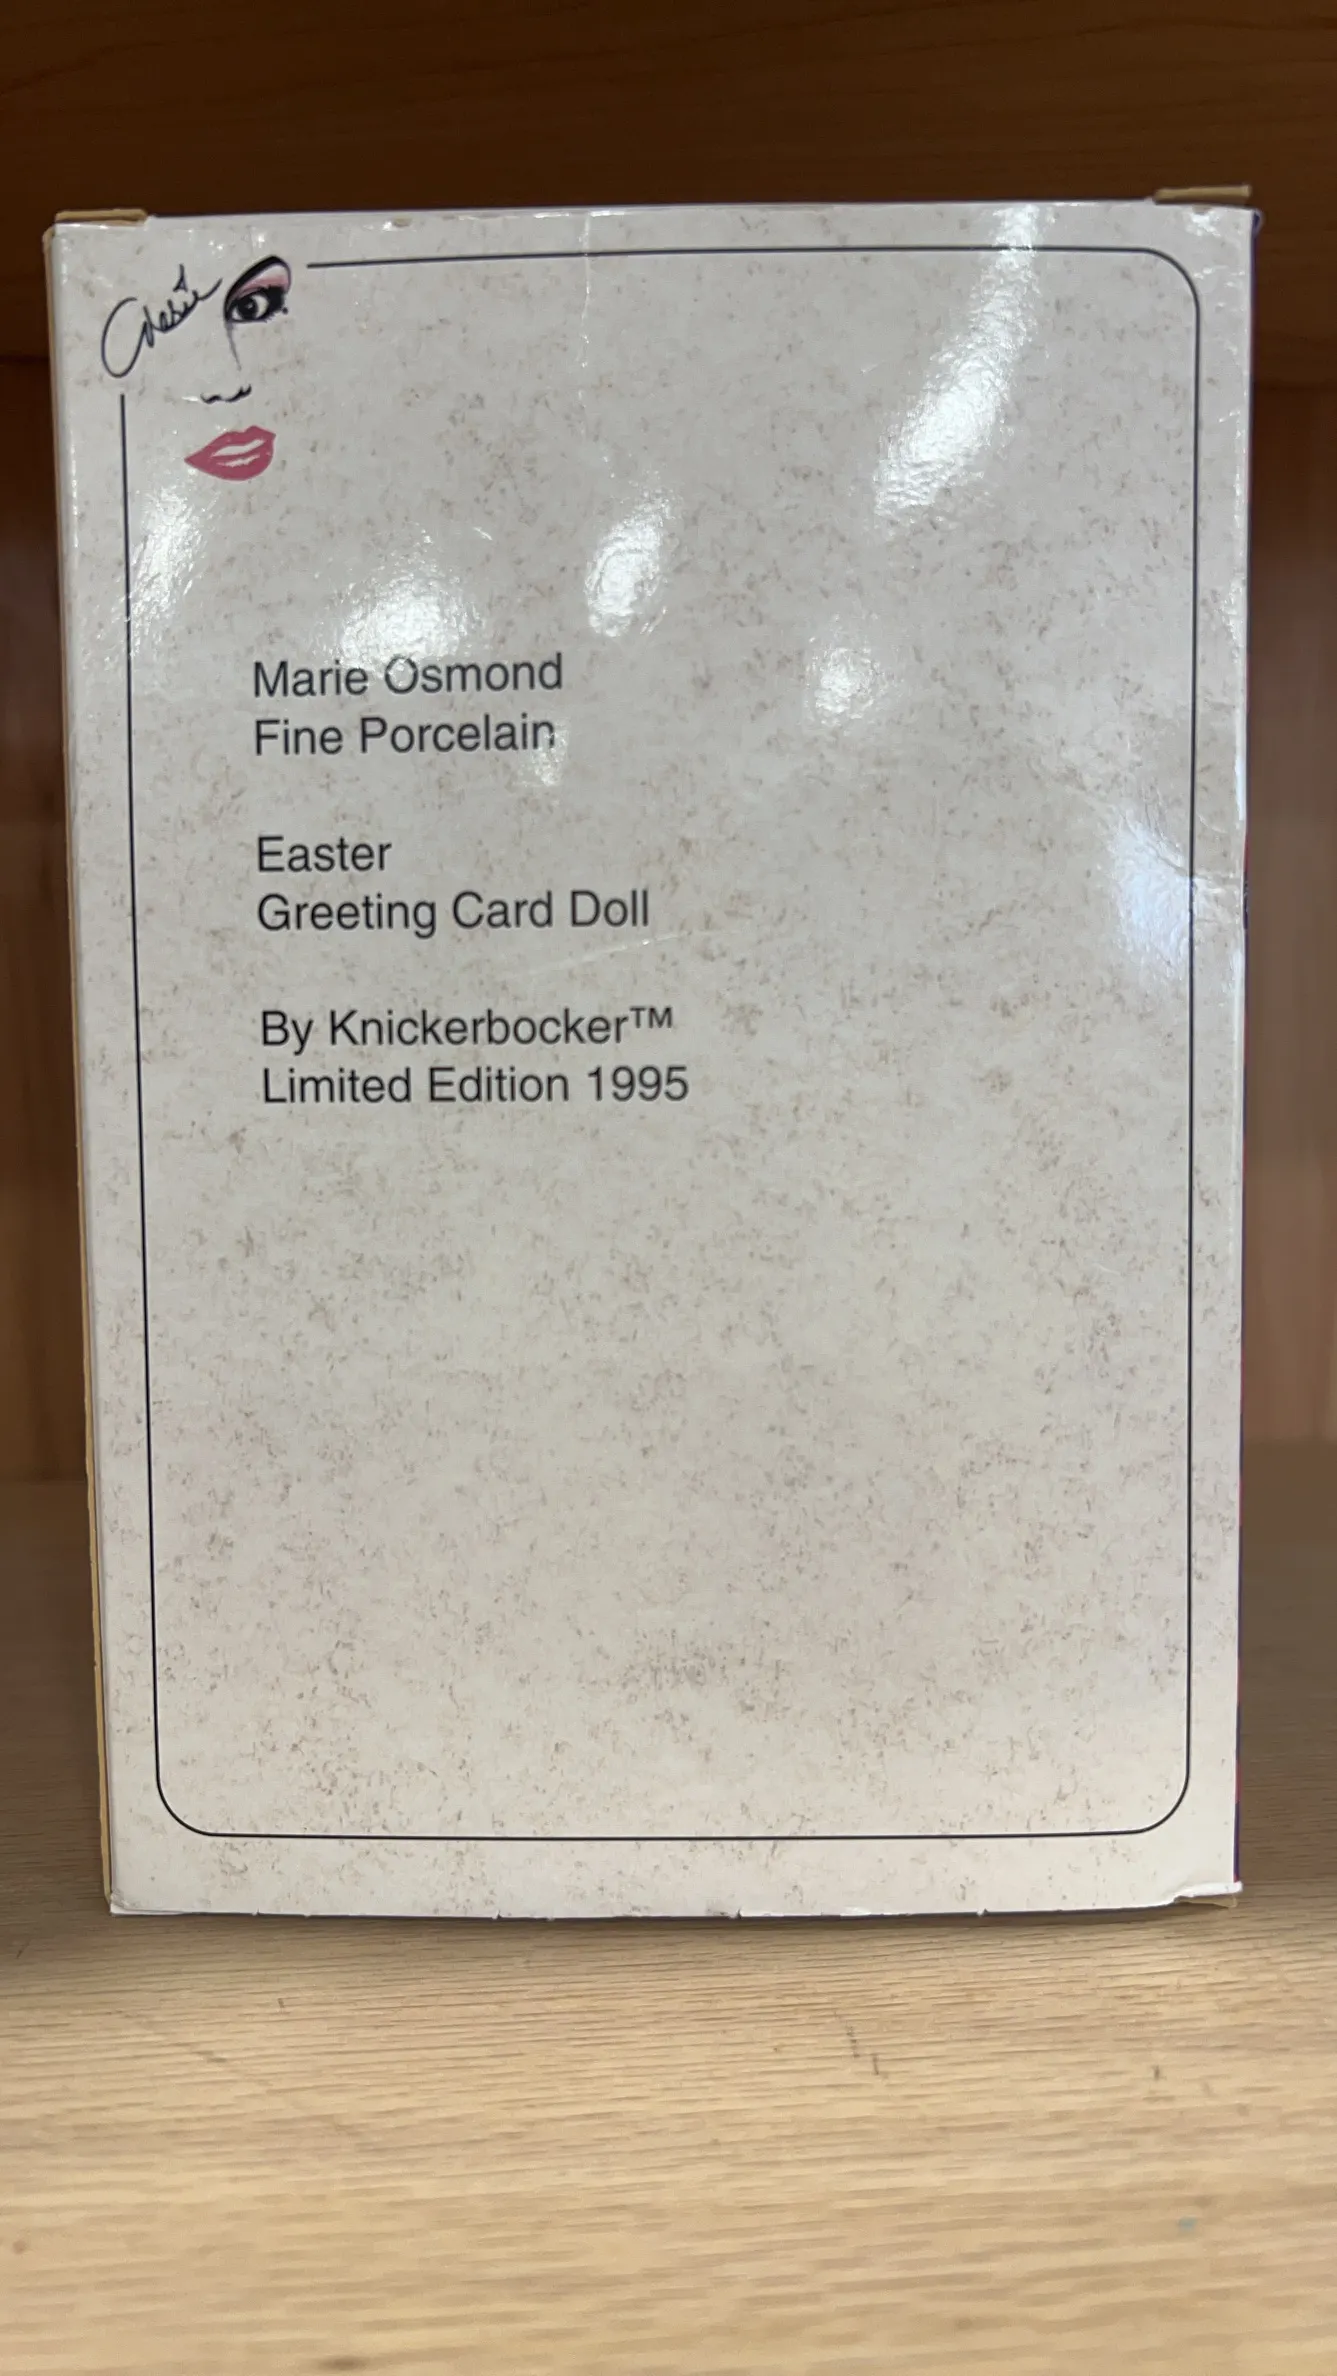 Marie Osmond
Fine Porcelain
Easter
Greeting Card Doll
By Knickerbocker™
Limited Edition 1995